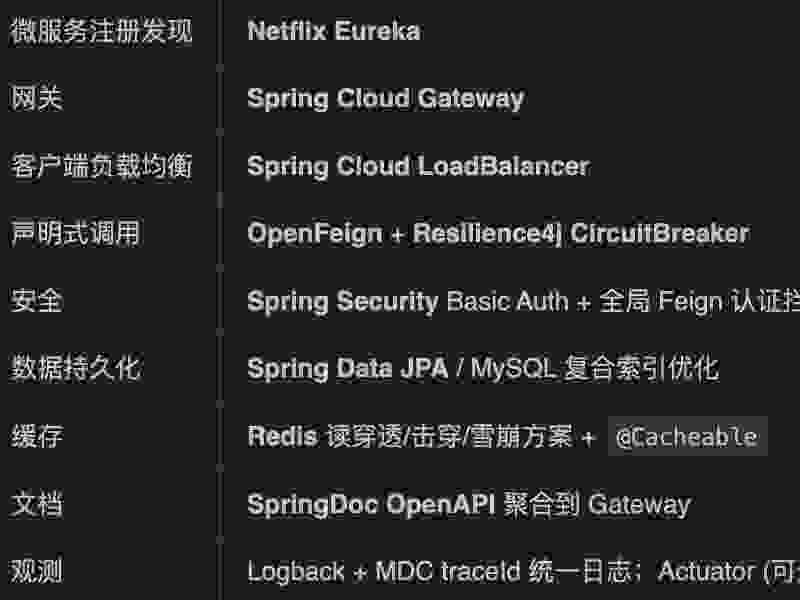 微服务注册发现 Netflix Eureka
网关 Spring Cloud Gateway
客户端负载均衡 Spring Cloud LoadBalancer
声明式调用 OpenFeign + Resilience4j CircuitBreaker
安全 Spring Security Basic Auth + 全局 Feign 认证拦
数据持久化 Spring Data JPA / MySQL 复合索引优化
缓存 Redis 读穿透/击穿/雪崩方案 + @Cacheable
文档 SpringDoc OpenAPI 聚合到 Gateway
观测 Logback + MDC traceId 统一日志；Actuator (可